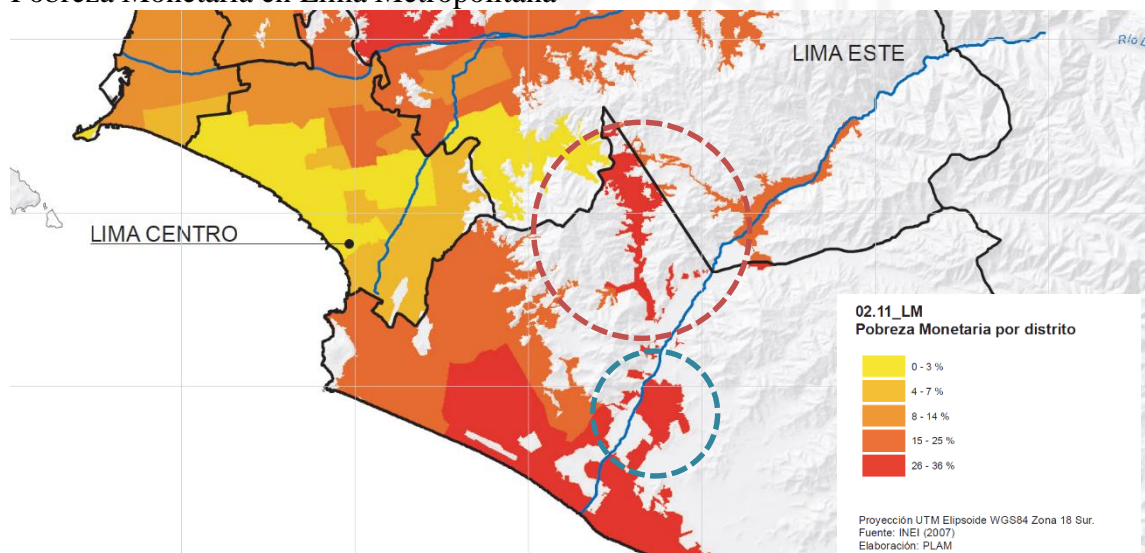 Pobreza Monetaria en Lima Metropolitana
LIMA ESTE
Río
LIMA CENTRO
02.11_LM
Pobreza Monetaria por distrito
0 - 3 %
4 - 7 %
8 - 14 %
15 - 25 %
26 - 36 %
Proyección UTM Elipsoide WGS84 Zona 18 Sur.
Fuente: INEI (2007)
Elaboración: PLAM